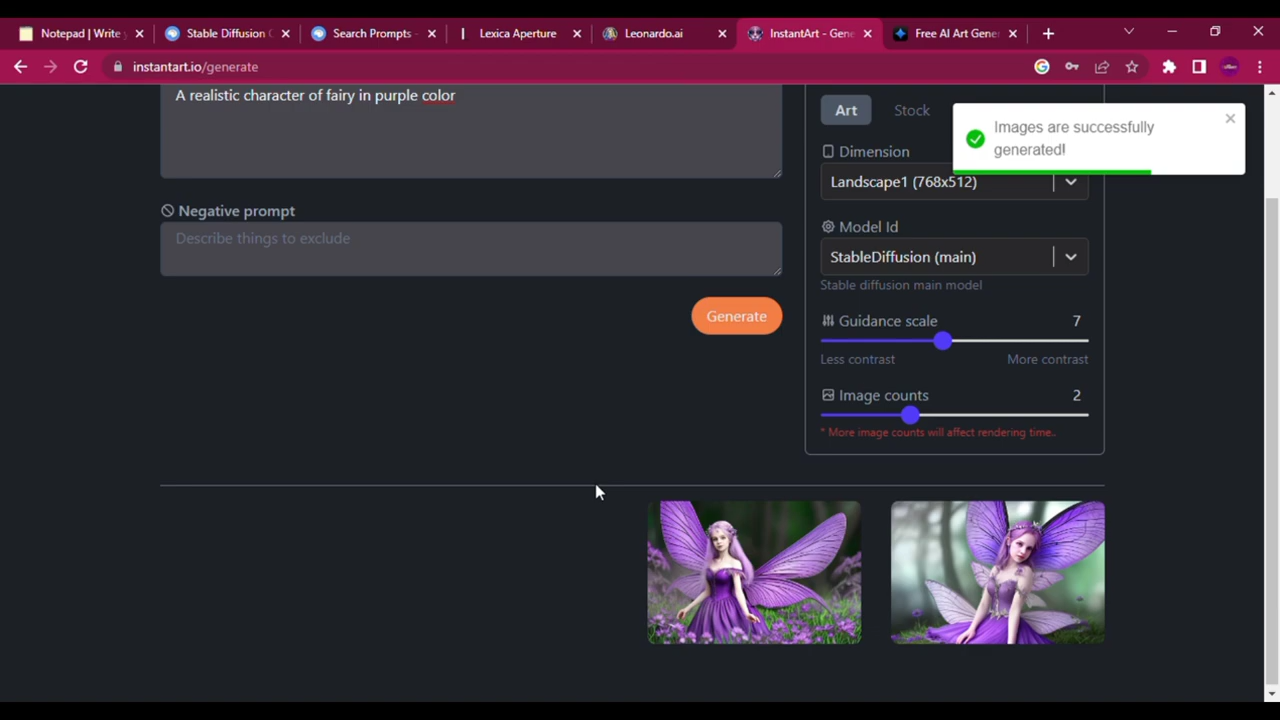 Notepad | Write
Stable Diffusion
Search Prompts
Lexica Aperture
Leonardo.ai
InstantArt - Gene
Free AI Art Gene
instantart.io/generate
A realistic character of fairy in purple color
Negative prompt
Describe things to exclude
Generate
Art
Stock
Images are successfully
generated!
Dimension
Landscape1 (768x512)
Model Id
StableDiffusion (main)
Stable diffusion main model
Guidance scale
7
Less contrast
More contrast
Image counts
2
* More image counts will affect rendering time..